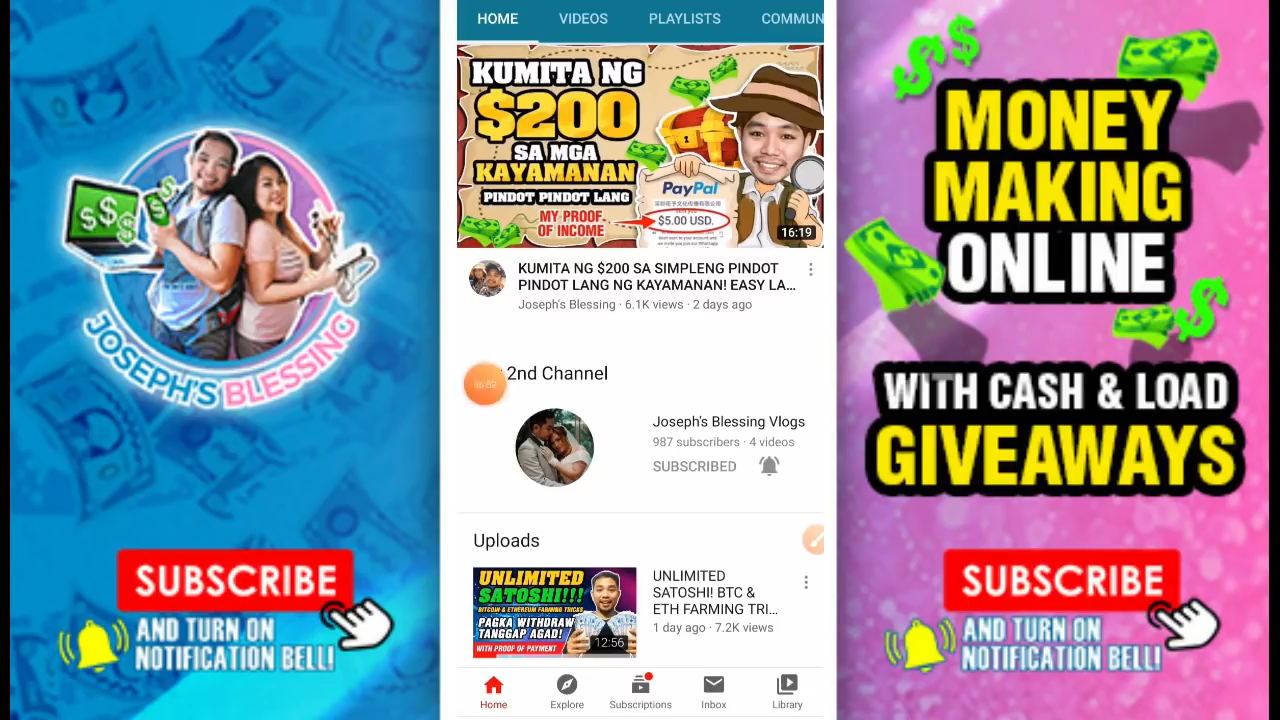 JOSEPH'S BLESSING
SUBSCRIBE
AND TURN ON
NOTIFICATION BELL!
HOME VIDEOS PLAYLISTS COMMUN
KUMITA NG
$200
SA MGA
KAYAMANAN
PINDOT PINDOT LANG
MY PROOF
OF INCOME
PayPal
$5.00 USD.
16:19
KUMITA NG $200 SA SIMPLENG PINDOT
PINDOT LANG NG KAYAMANAN! EASY LA...
Joseph's Blessing · 6.1K views · 2 days ago
2nd Channel
Joseph's Blessing Vlogs
987 subscribers · 4 videos
SUBSCRIBED
Uploads
UNLIMITED
SATOSHI!!!
BITCOIN & ETHEREUM FARMING TRICKS
PAGKA WITHDRAW
TANGGAP AGAD!
WITH PROOF OF PAYMENT
12:56
UNLIMITED
SATOSHI! BTC &
ETH FARMING TRI...
1 day ago · 7.2K views
Home Explore Subscriptions Inbox Library
MONEY
MAKING
ONLINE
WITH CASH & LOAD
GIVEAWAYS
SUBSCRIBE
AND TURN ON
NOTIFICATION BELL!